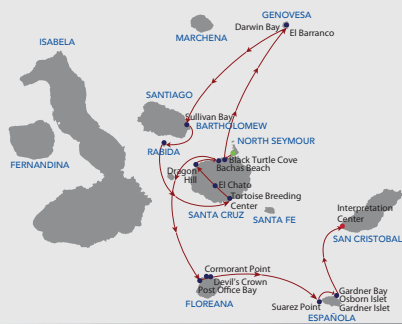 GENOVESA
Darwin Bay
El Barranco
MARCHENA
ISABELA
SANTIAGO
Sullivan Bay
BARTHOLOMEW
NORTH SEYMOUR
RABIDA
FERNANDINA
Black Turtle Cove
Bachas Beach
Dragon
Hill
El Chato
Tortoise Breeding
Center
SANTA CRUZ
SANTA FE
Interpretation
Center
SAN CRISTOBAL
Cormorant Point
Devil's Crown
Post Office Bay
FLOREANA
Gardner Bay
Osborn Islet
Gardner Islet
Suarez Point
ESPAÑOLA